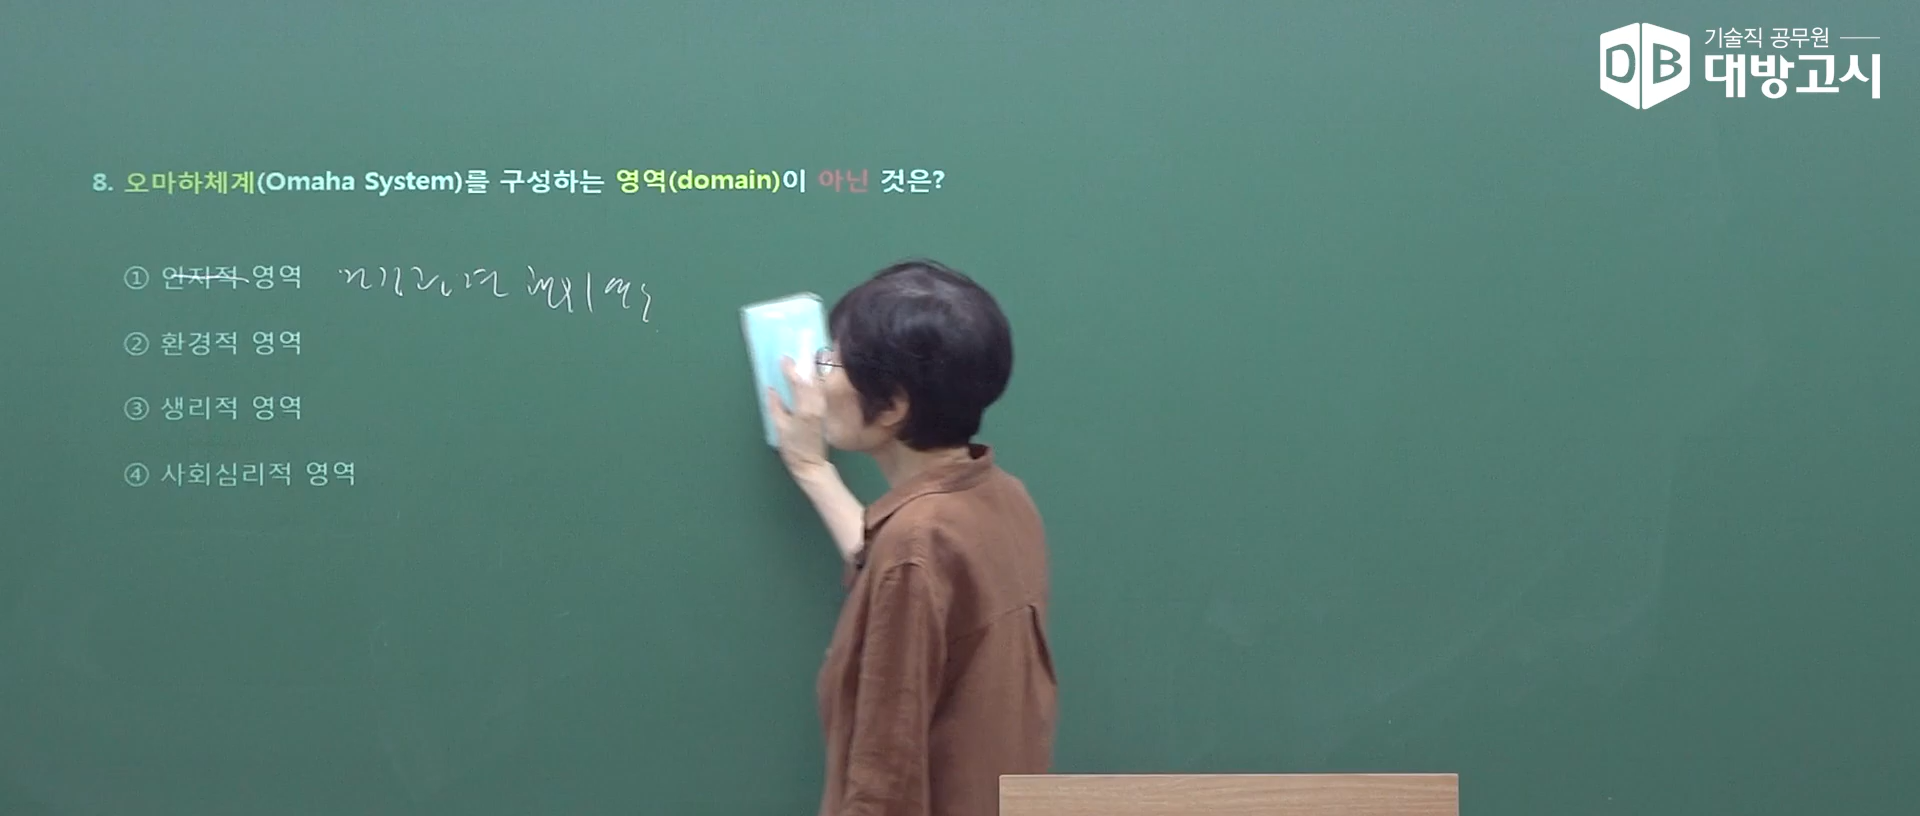 기술직 공무원
대방고시
DB
8. 오마하체계(Omaha System)를 구성하는 영역(domain)이 아닌 것은?
① 인지적 영역
② 환경적 영역
③ 생리적 영역
④ 사회심리적 영역